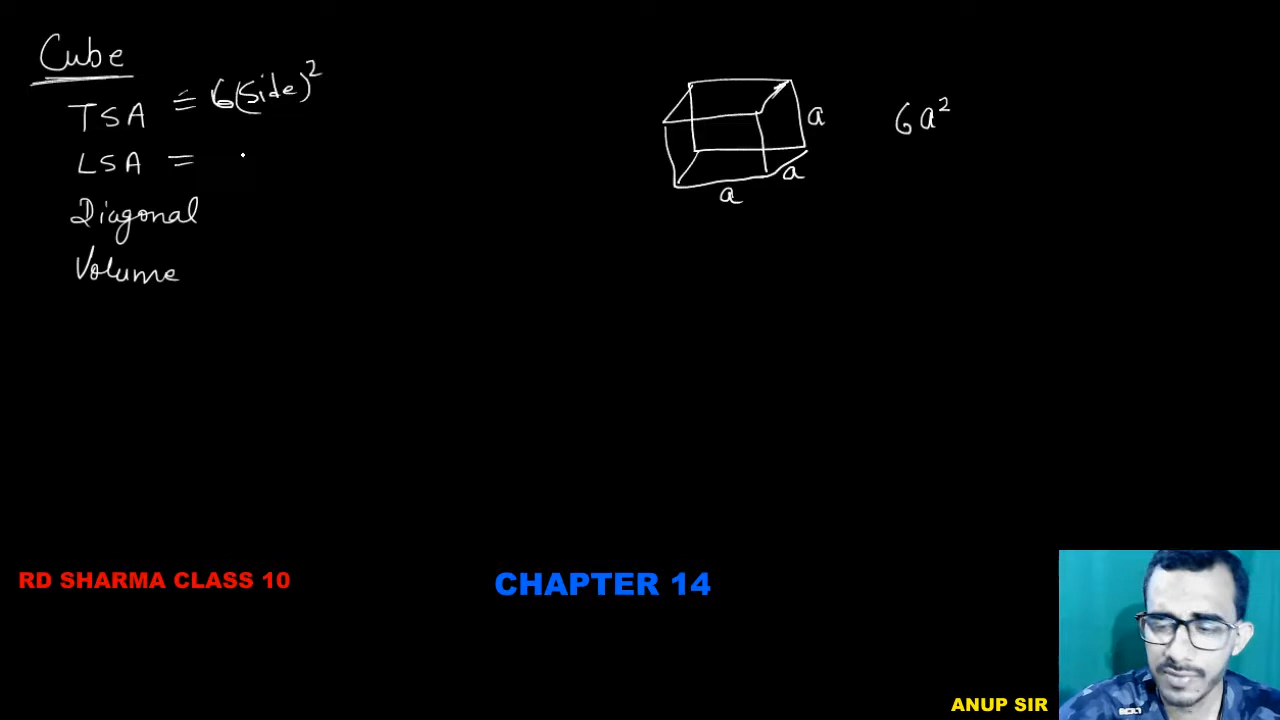 Cube
TSA = 6(Side)²
LSA =
Diagonal
Volume
a
6a²
a
a
RD SHARMA CLASS 10
CHAPTER 14
ANUP SIR